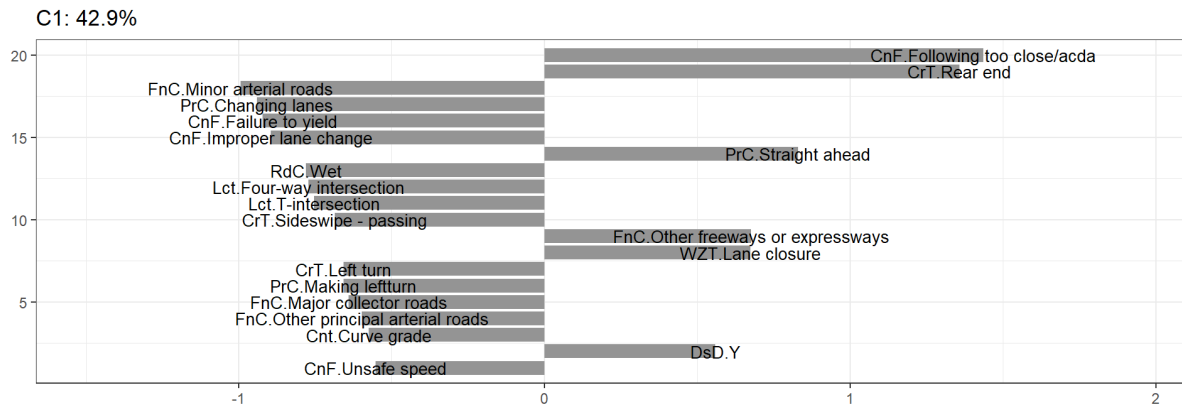 C1: 42.9%
20
CnF.Following too close/acda
CrT.Rear end
FnC.Minor arterial roads
PrC.Changing lanes
CnF.Failure to yield
15
CnF.Improper lane change
PrC.Straight ahead
RdC.Wet
Lct.Four-way intersection
Lct.T-intersection
10
CrT.Sideswipe - passing
FnC.Other freeways or expressways
WZT.Lane closure
CrT.Left turn
PrC.Making leftturn
5
FnC.Major collector roads
FnC.Other principal arterial roads
Cnt.Curve grade
DsD.Y
CnF.Unsafe speed
-1 0 1 2